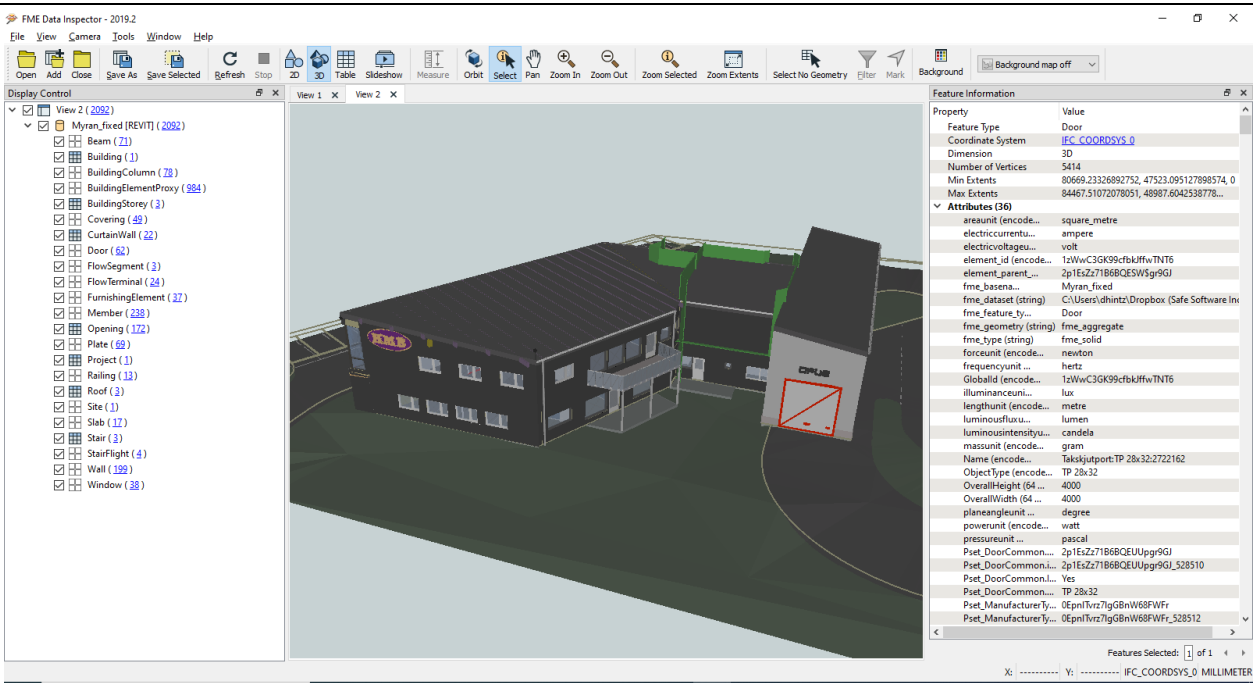 FME Data Inspector - 2019.2
File View Camera Tools Window Help
Open Add Close Save As Save Selected Refresh Stop 2D 3D Table Slideshow Measure Orbit Select Pan Zoom In Zoom Out Zoom Selected Zoom Extents Select No Geometry Filter Mark Background Background map off
Display Control
View 1 View 2
Feature Information
View 2 (2092)
Myran_fixed [REVIT] (2092)
Beam (71)
Building (1)
BuildingColumn (78)
BuildingElementProxy (984)
BuildingStorey (3)
Covering (49)
CurtainWall (22)
Door (62)
FlowSegment (3)
FlowTerminal (24)
FurnishingElement (37)
Member (238)
Opening (172)
Plate (69)
Project (1)
Railing (13)
Roof (3)
Site (1)
Slab (17)
Stair (3)
StairFlight (4)
Wall (199)
Window (38)
KMB
OPUS
Property Value
Feature Type Door
Coordinate System IFC_COORDSYS_0
Dimension 3D
Number of Vertices 5414
Min Extents 80669.23326892752, 47523.095127898574, 0
Max Extents 84467.51072078051, 48987.6042538778...
Attributes (36)
areaunit (encode... square_metre
electriccurrentu... ampere
electricvoltageu... volt
element_id (encode... 1zWwC3GK99cfbkJffwTNT6
element_parent_... 2p1EsZz71B6BQESWSgr9GJ
fme_basena... Myran_fixed
fme_dataset (string) C:\Users\dhintz\Dropbox (Safe Software Inc
fme_feature_ty... Door
fme_geometry (string) fme_aggregate
fme_type (string) fme_solid
forceunit (encode... newton
frequencyunit ... hertz
GlobalId (encode... 1zWwC3GK99cfbkJffwTNT6
illuminanceuni... lux
lengthunit (encode... metre
luminousfluxu... lumen
luminousintensityu... candela
massunit (encode... gram
Name (encode... Takskjutport:TP 28x32:2722162
ObjectType (encode... TP 28x32
OverallHeight (64 ... 4000
OverallWidth (64 ... 4000
planeangleunit ... degree
powerunit (encode... watt
pressureunit ... pascal
Pset_DoorCommon.... 2p1EsZz71B6BQEUUpgr9GJ
Pset_DoorCommon.i... 2p1EsZz71B6BQEUUpgr9GJ_528510
Pset_DoorCommon.I... Yes
Pset_DoorCommon.... TP 28x32
Pset_ManufacturerTy... 0EpnITvrz7IgGBnW68FWFr
Pset_ManufacturerTy... 0EpnITvrz7IgGBnW68FWFr_528512
Features Selected: 1 of 1
X: ---------- Y: ---------- IFC_COORDSYS_0 MILLIMETER